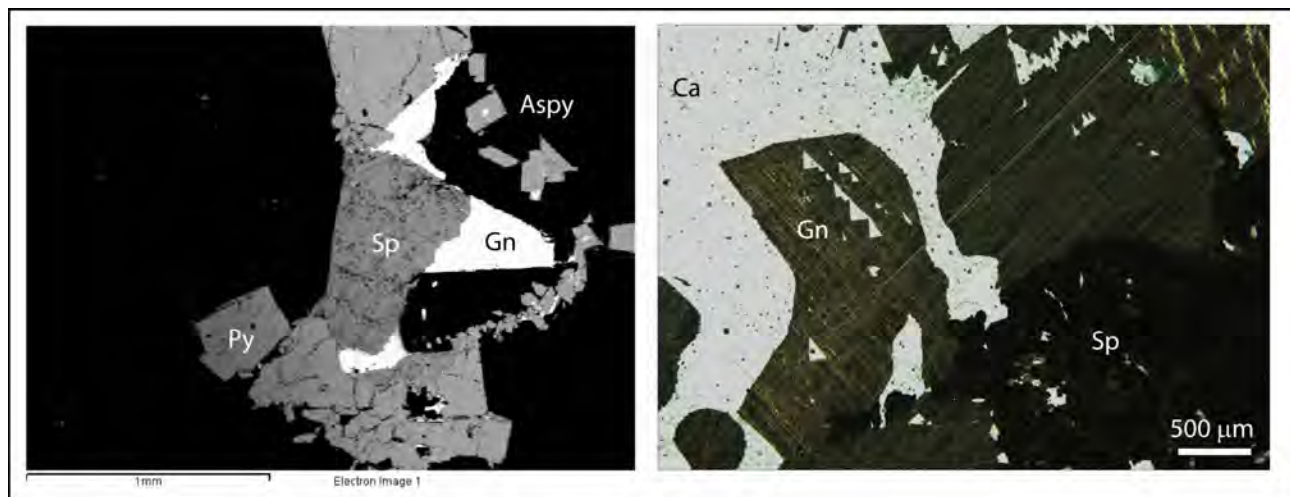 Aspy
Sp
Gn
Py
1mm
Electron Image 1
Ca
Gn
Sp
500 μm